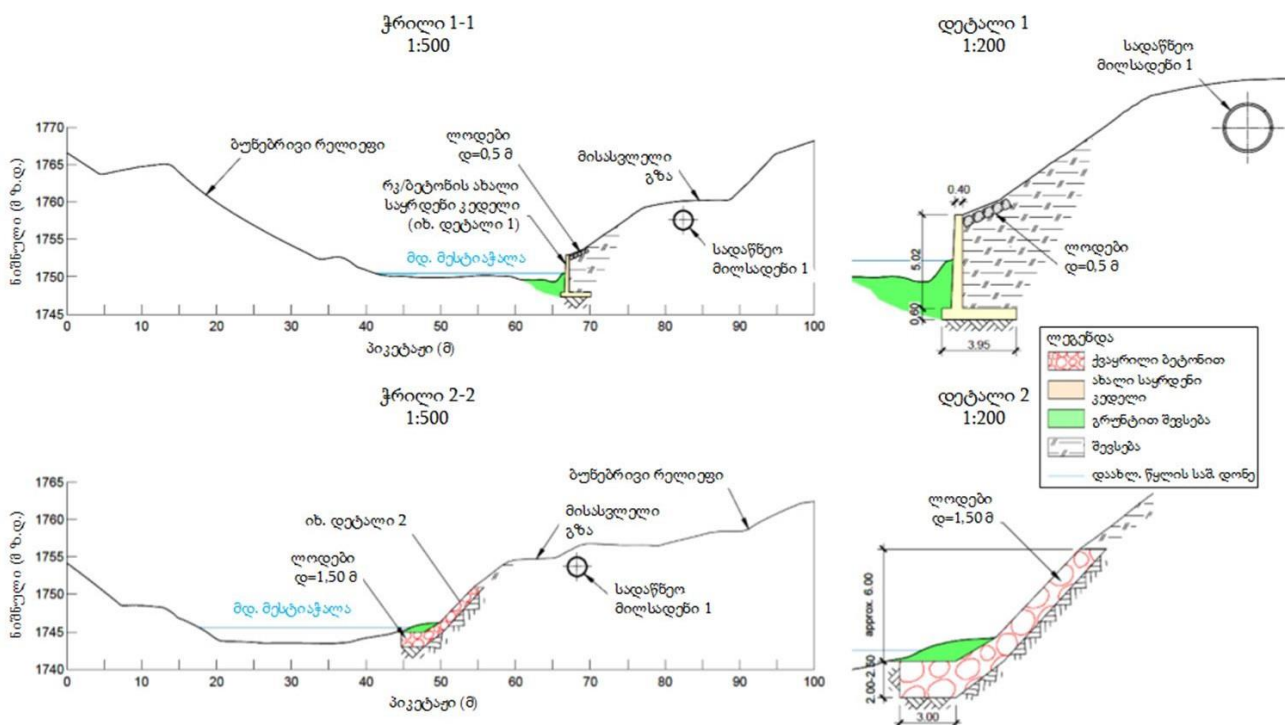 ჭრილი 1-1
1:500
1770
1765
1760
1755
1750
1745
ნიშნული (მ ზ.დ.)
ბუნებრივი რელიეფი
ლოდები
დ=0,5 მ
რკ/ბეტონის ახალი
საყრდენი კედელი
(იხ. დეტალი 1)
მდ. მესტიაჭალა
მისასვლელი
გზა
სადაწნეო
მილსადენი 1
0 10 20 30 40 50 60 70 80 90 100
პიკეტაჟი (მ)
დეტალი 1
1:200
სადაწნეო
მილსადენი 1
0.40
5.02
0.60
3.95
ლოდები
დ=0,5 მ
ლეგენდა
ქვაყრილი ბეტონით
ახალი საყრდენი
კედელი
გრუნტით შევსება
შევსება
დაახლ. წყლის საშ. დონე
ჭრილი 2-2
1:500
1765
1760
1755
1750
1745
1740
ნიშნული (მ ზ.დ.)
იხ. დეტალი 2
ლოდები
დ=1,50 მ
მდ. მესტიაჭალა
ბუნებრივი რელიეფი
მისასვლელი
გზა
სადაწნეო
მილსადენი 1
0 10 20 30 40 50 60 70 80 90 100
პიკეტაჟი (მ)
დეტალი 2
1:200
ლოდები
დ=1,50 მ
approx. 6.00
2.00-2.50
3.00